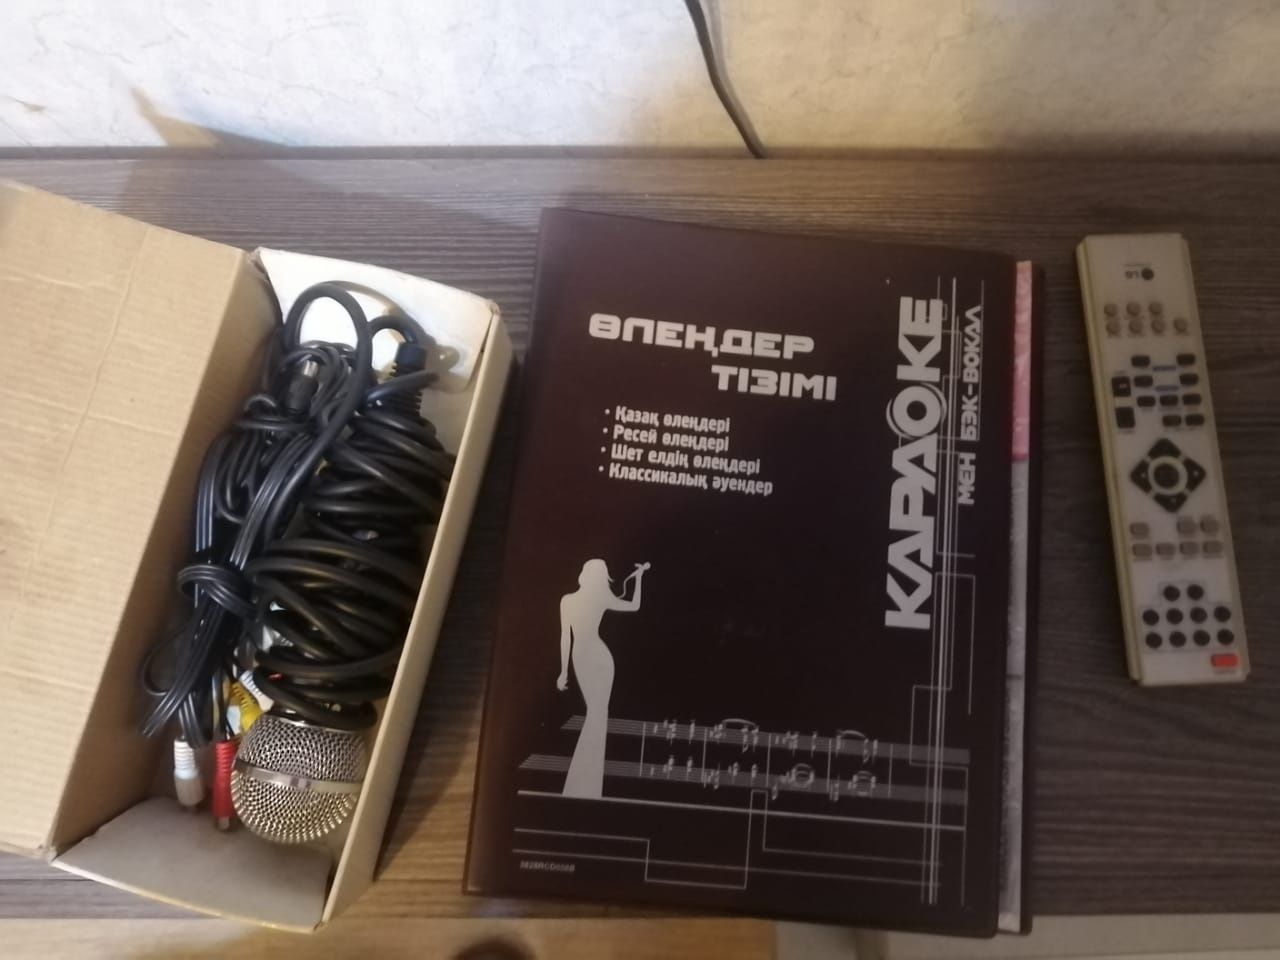 ӨЛЕҢДЕР
ТІЗІМІ
• Қазақ өлеңдері
• Ресей өлеңдері
• Шет елдің өлеңдері
• Классикалық әуендер
КАРАОКЕ
МЕН БЭК-ВОКАЛ
LG